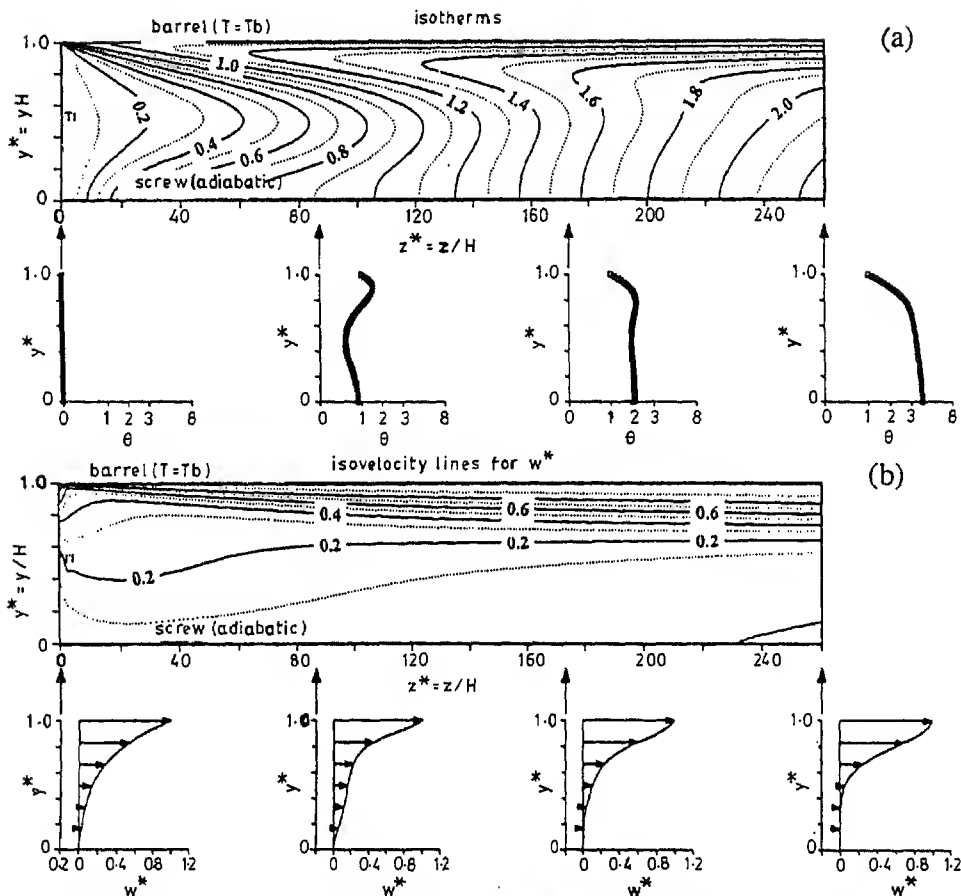 barrel (T=Tb) isotherms
(a)
1.0
y* = yH
TI
0.2 0.4 0.6 0.8 1.0 1.2 1.4 1.6 1.8 2.0
screw (adiabatic)
0
0 40 80 120 160 200 240
z* = z/H
1.0 1.0 1.0 1.0
y* y* y* y*
0 0 0 0
0 1 2 3 8 0 1 2 3 8 0 1 2 3 8 0 1 2 3 8
θ θ θ θ
barrel (T=Tb) isovelocity lines for w*
(b)
1.0
y* = y/H
0.4 0.6 0.6
0.2 0.2 0.2 0.2
screw (adiabatic)
0
0 40 80 120 160 200 240
z* = z/H
1.0 1.0 1.0
y* y* y* y*
0 0 0 0
0.2 0 0.4 0.8 1.2 0 0.4 0.8 1.2 0 0.4 0.8 1.2 0 0.4 0.8 1.2
w* w* w* w*